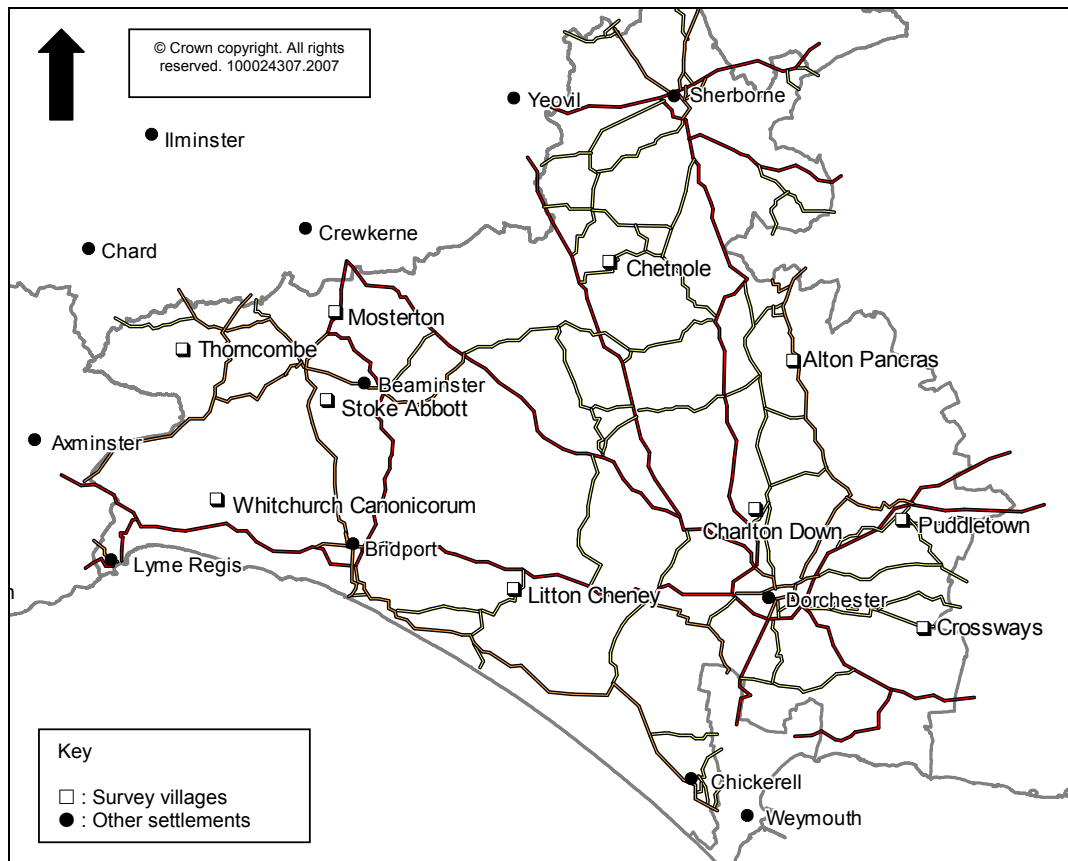 © Crown copyright. All rights
reserved. 100024307.2007
Yeovil
Sherborne
Ilminster
Crewkerne
Chard
Chetnole
Mosterton
Thorncombe
Alton Pancras
Beaminster
Stoke Abbott
Axminster
Whitchurch Canonicorum
Puddletown
Charlton Down
Bridport
Lyme Regis
Litton Cheney
Dorchester
Crossways
Key
□ : Survey villages
● : Other settlements
Chickerell
Weymouth